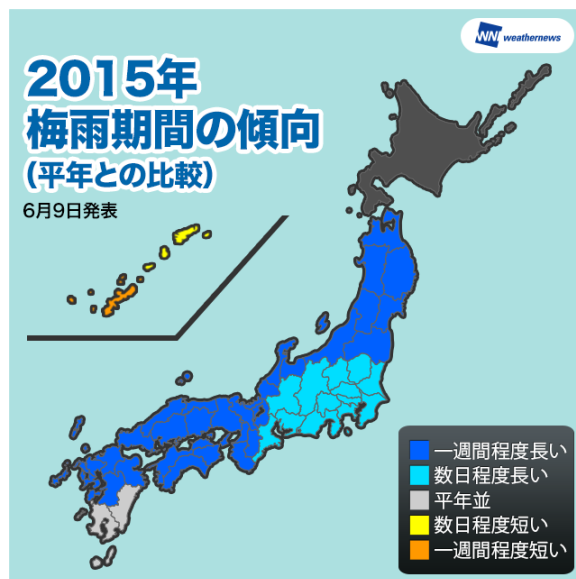 WN weathernews
2015年
梅雨期間の傾向
(平年との比較)
6月9日発表
一週間程度長い
数日程度長い
平年並
数日程度短い
一週間程度短い